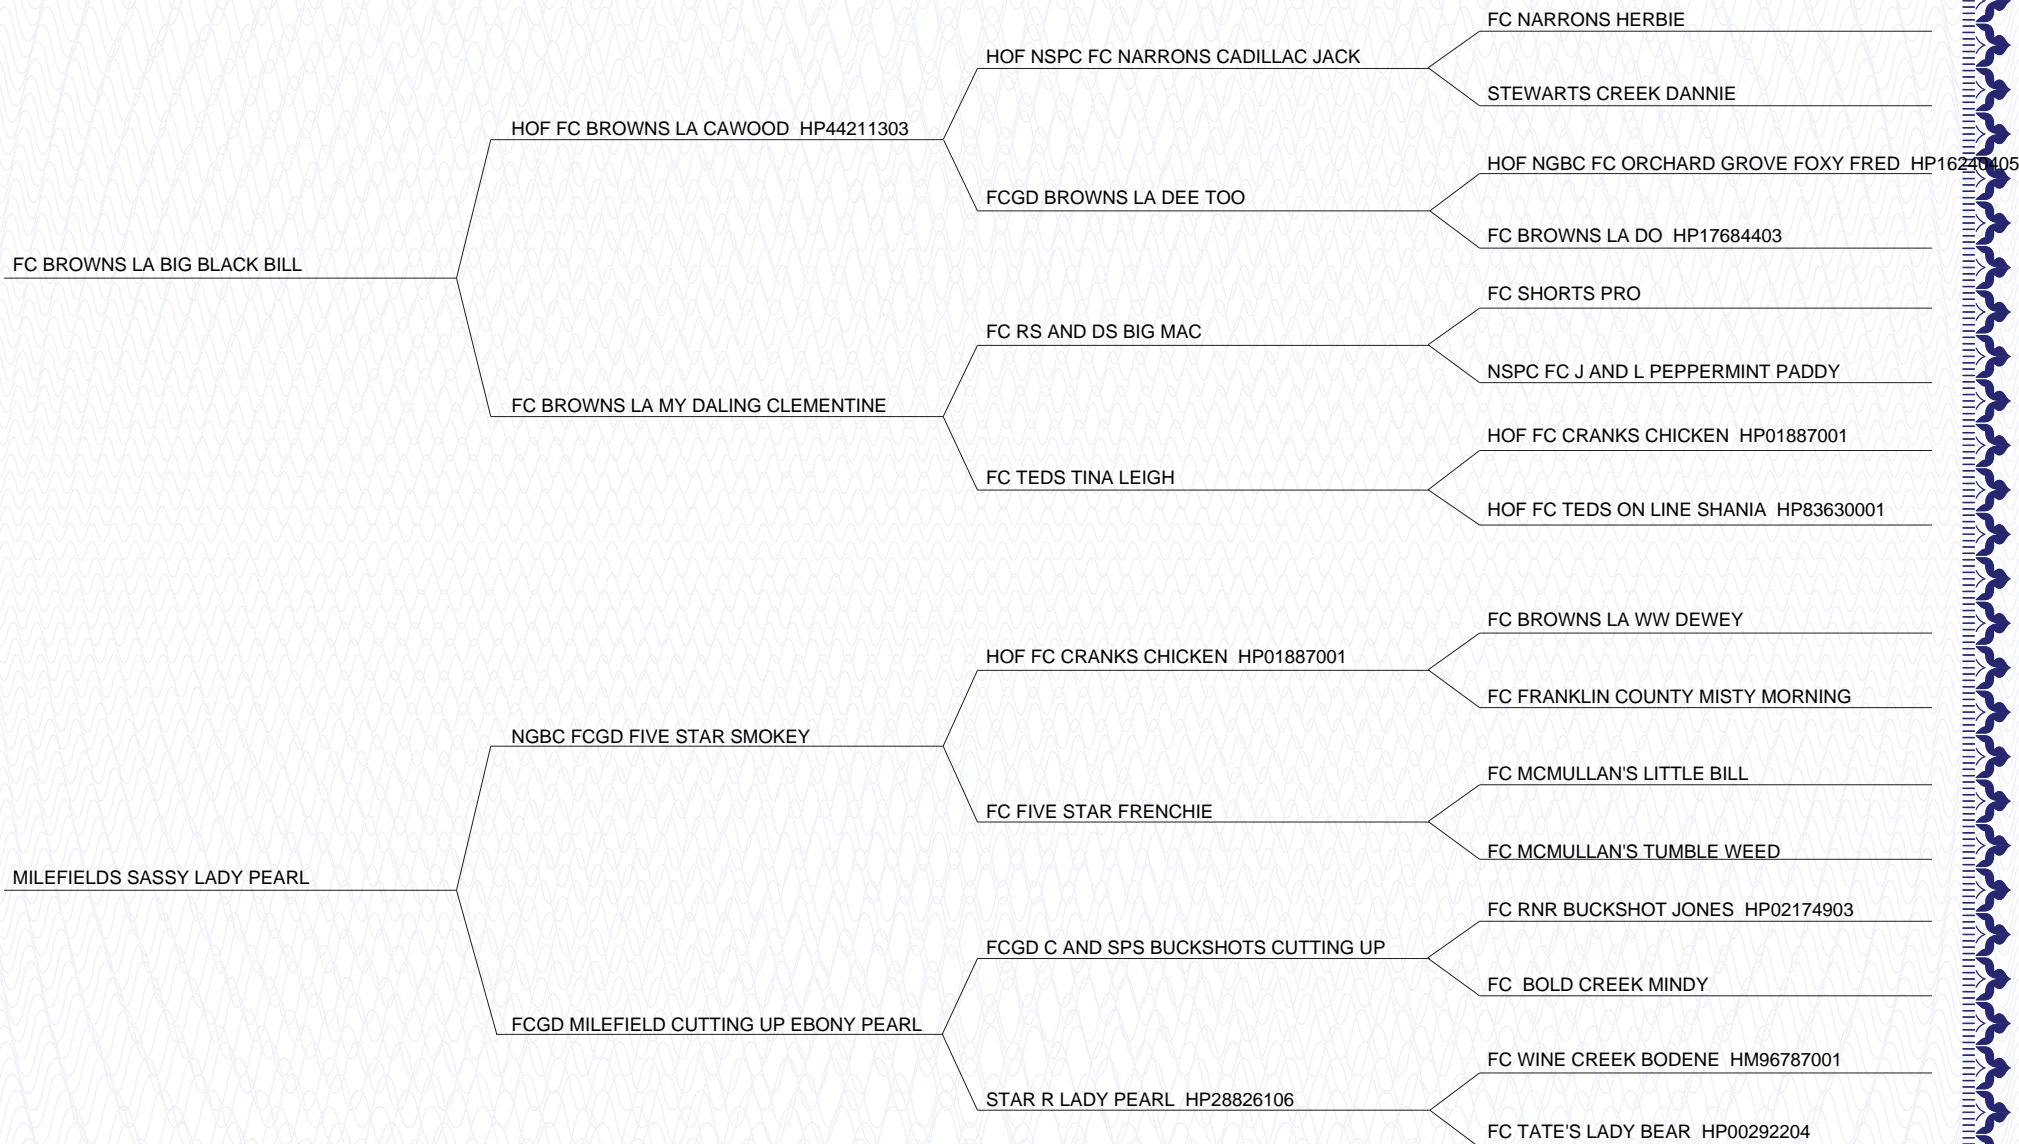 FC NARRONS HERBIE
HOF NSPC FC NARRONS CADILLAC JACK
STEWARTS CREEK DANNIE
HOF FC BROWNS LA CAWOOD HP44211303
HOF NGBC FC ORCHARD GROVE FOXY FRED HP16240405
FCGD BROWNS LA DEE TOO
FC BROWNS LA DO HP17684403
FC BROWNS LA BIG BLACK BILL
FC SHORTS PRO
FC RS AND DS BIG MAC
NSPC FC J AND L PEPPERMINT PADDY
FC BROWNS LA MY DALING CLEMENTINE
HOF FC CRANKS CHICKEN HP01887001
FC TEDS TINA LEIGH
HOF FC TEDS ON LINE SHANIA HP83630001
FC BROWNS LA WW DEWEY
HOF FC CRANKS CHICKEN HP01887001
FC FRANKLIN COUNTY MISTY MORNING
NGBC FCGD FIVE STAR SMOKEY
FC MCMULLAN'S LITTLE BILL
FC FIVE STAR FRENCHIE
FC MCMULLAN'S TUMBLE WEED
MILEFIELDS SASSY LADY PEARL
FC RNR BUCKSHOT JONES HP02174903
FCGD C AND SPS BUCKSHOTS CUTTING UP
FC BOLD CREEK MINDY
FCGD MILEFIELD CUTTING UP EBONY PEARL
FC WINE CREEK BODENE HM96787001
STAR R LADY PEARL HP28826106
FC TATE'S LADY BEAR HP00292204